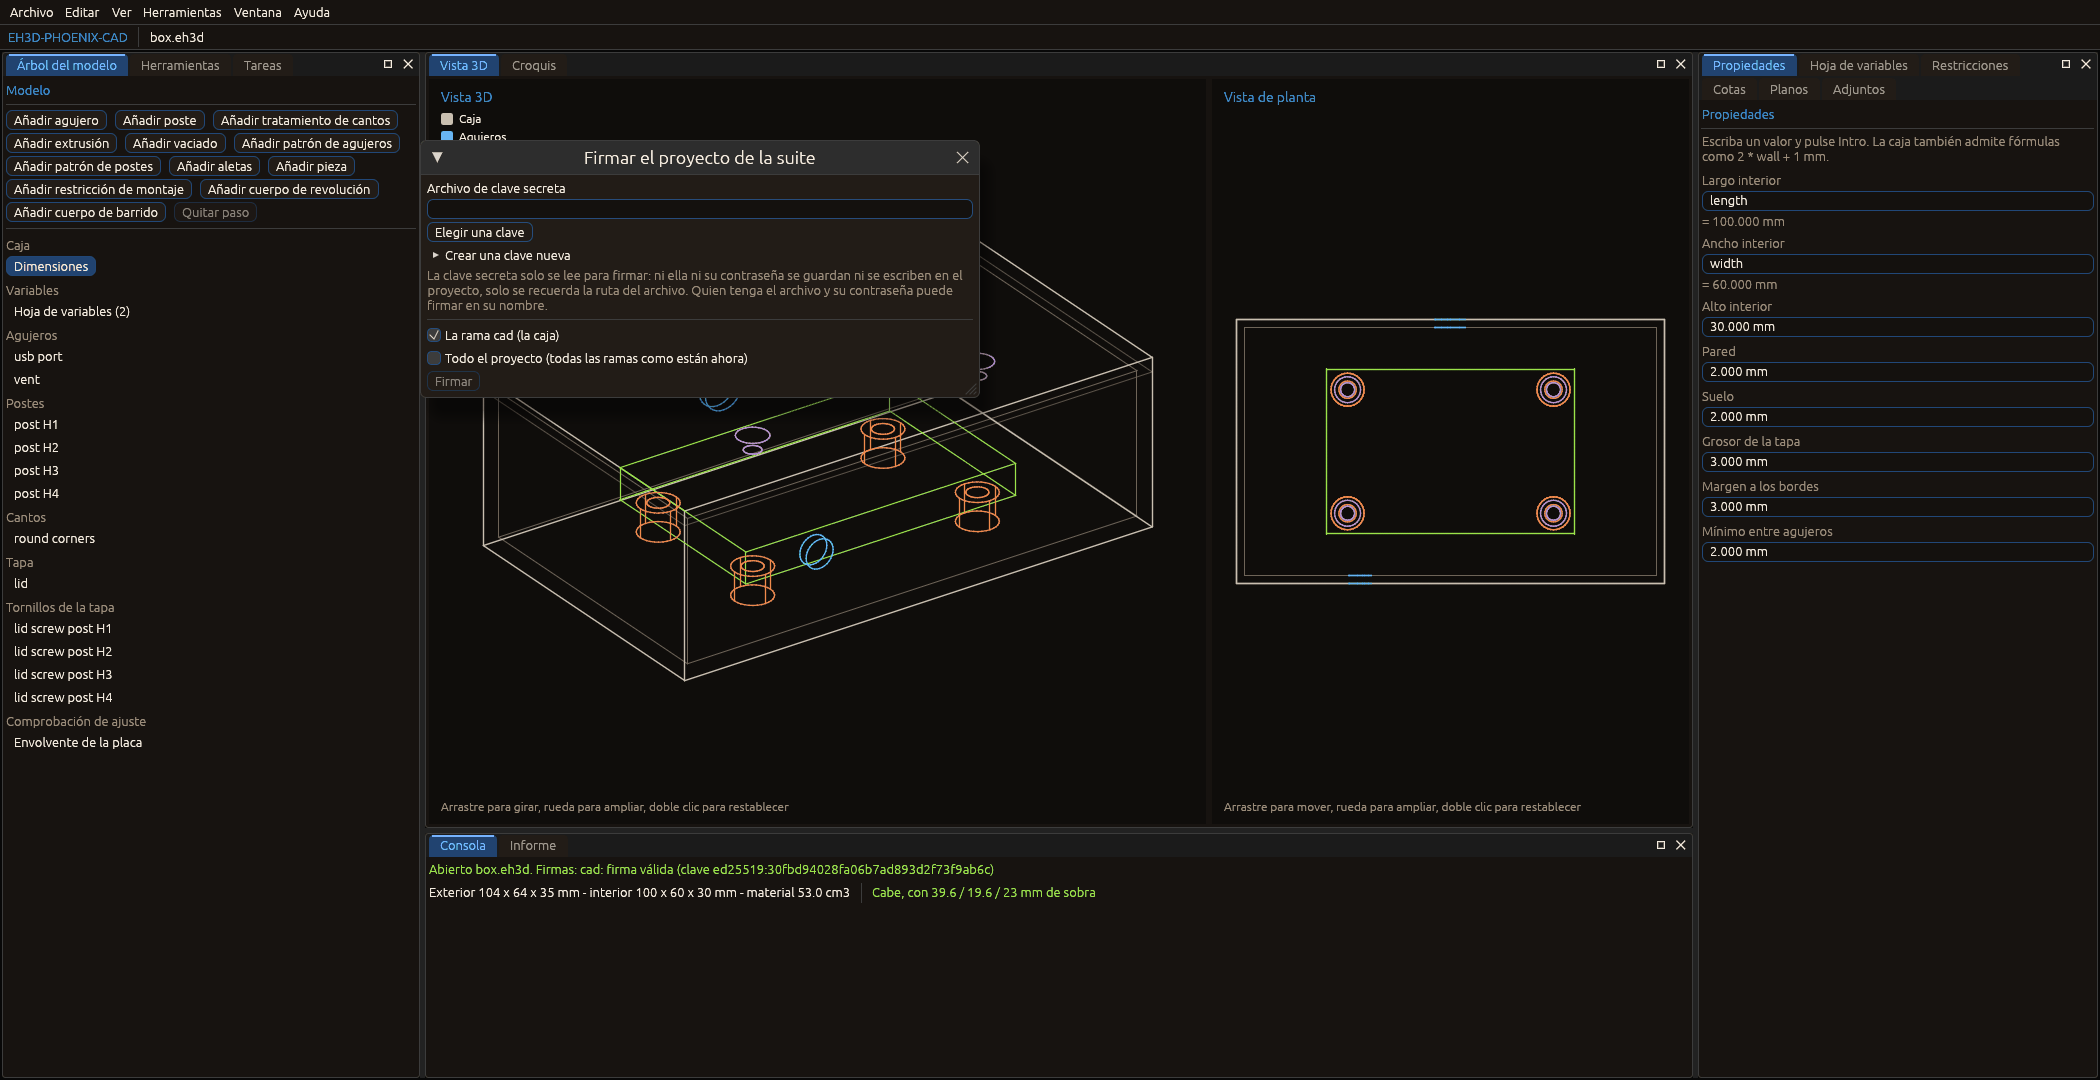 Archivo Editar Ver Herramientas Ventana Ayuda
EH3D-PHOENIX-CAD box.eh3d
Árbol del modelo Herramientas Tareas
Modelo
Añadir agujero Añadir poste Añadir tratamiento de cantos
Añadir extrusión Añadir vaciado Añadir patrón de agujeros
Añadir patrón de postes Añadir aletas Añadir pieza
Añadir restricción de montaje Añadir cuerpo de revolución
Añadir cuerpo de barrido Quitar paso
Caja
Dimensiones
Variables
Hoja de variables (2)
Agujeros
usb port
vent
Postes
post H1
post H2
post H3
post H4
Cantos
round corners
Tapa
lid
Tornillos de la tapa
lid screw post H1
lid screw post H2
lid screw post H3
lid screw post H4
Comprobación de ajuste
Envolvente de la placa
Vista 3D Croquis
Vista 3D
Caja
Agujeros
Firmar el proyecto de la suite
Archivo de clave secreta
Elegir una clave
Crear una clave nueva
La clave secreta solo se lee para firmar: ni ella ni su contraseña se guardan ni se escriben en el
proyecto, solo se recuerda la ruta del archivo. Quien tenga el archivo y su contraseña puede
firmar en su nombre.
La rama cad (la caja)
Todo el proyecto (todas las ramas como están ahora)
Firmar
Arrastre para girar, rueda para ampliar, doble clic para restablecer
Vista de planta
Arrastre para mover, rueda para ampliar, doble clic para restablecer
Consola Informe
Abierto box.eh3d. Firmas: cad: firma válida (clave ed25519:30fbd94028fa06b7ad893d2f73f9ab6c)
Exterior 104 x 64 x 35 mm - interior 100 x 60 x 30 mm - material 53.0 cm3 Cabe, con 39.6 / 19.6 / 23 mm de sobra
Propiedades Hoja de variables Restricciones
Cotas Planos Adjuntos
Propiedades
Escriba un valor y pulse Intro. La caja también admite fórmulas
como 2 * wall + 1 mm.
Largo interior
length
= 100.000 mm
Ancho interior
width
= 60.000 mm
Alto interior
30.000 mm
Pared
2.000 mm
Suelo
2.000 mm
Grosor de la tapa
3.000 mm
Margen a los bordes
3.000 mm
Mínimo entre agujeros
2.000 mm